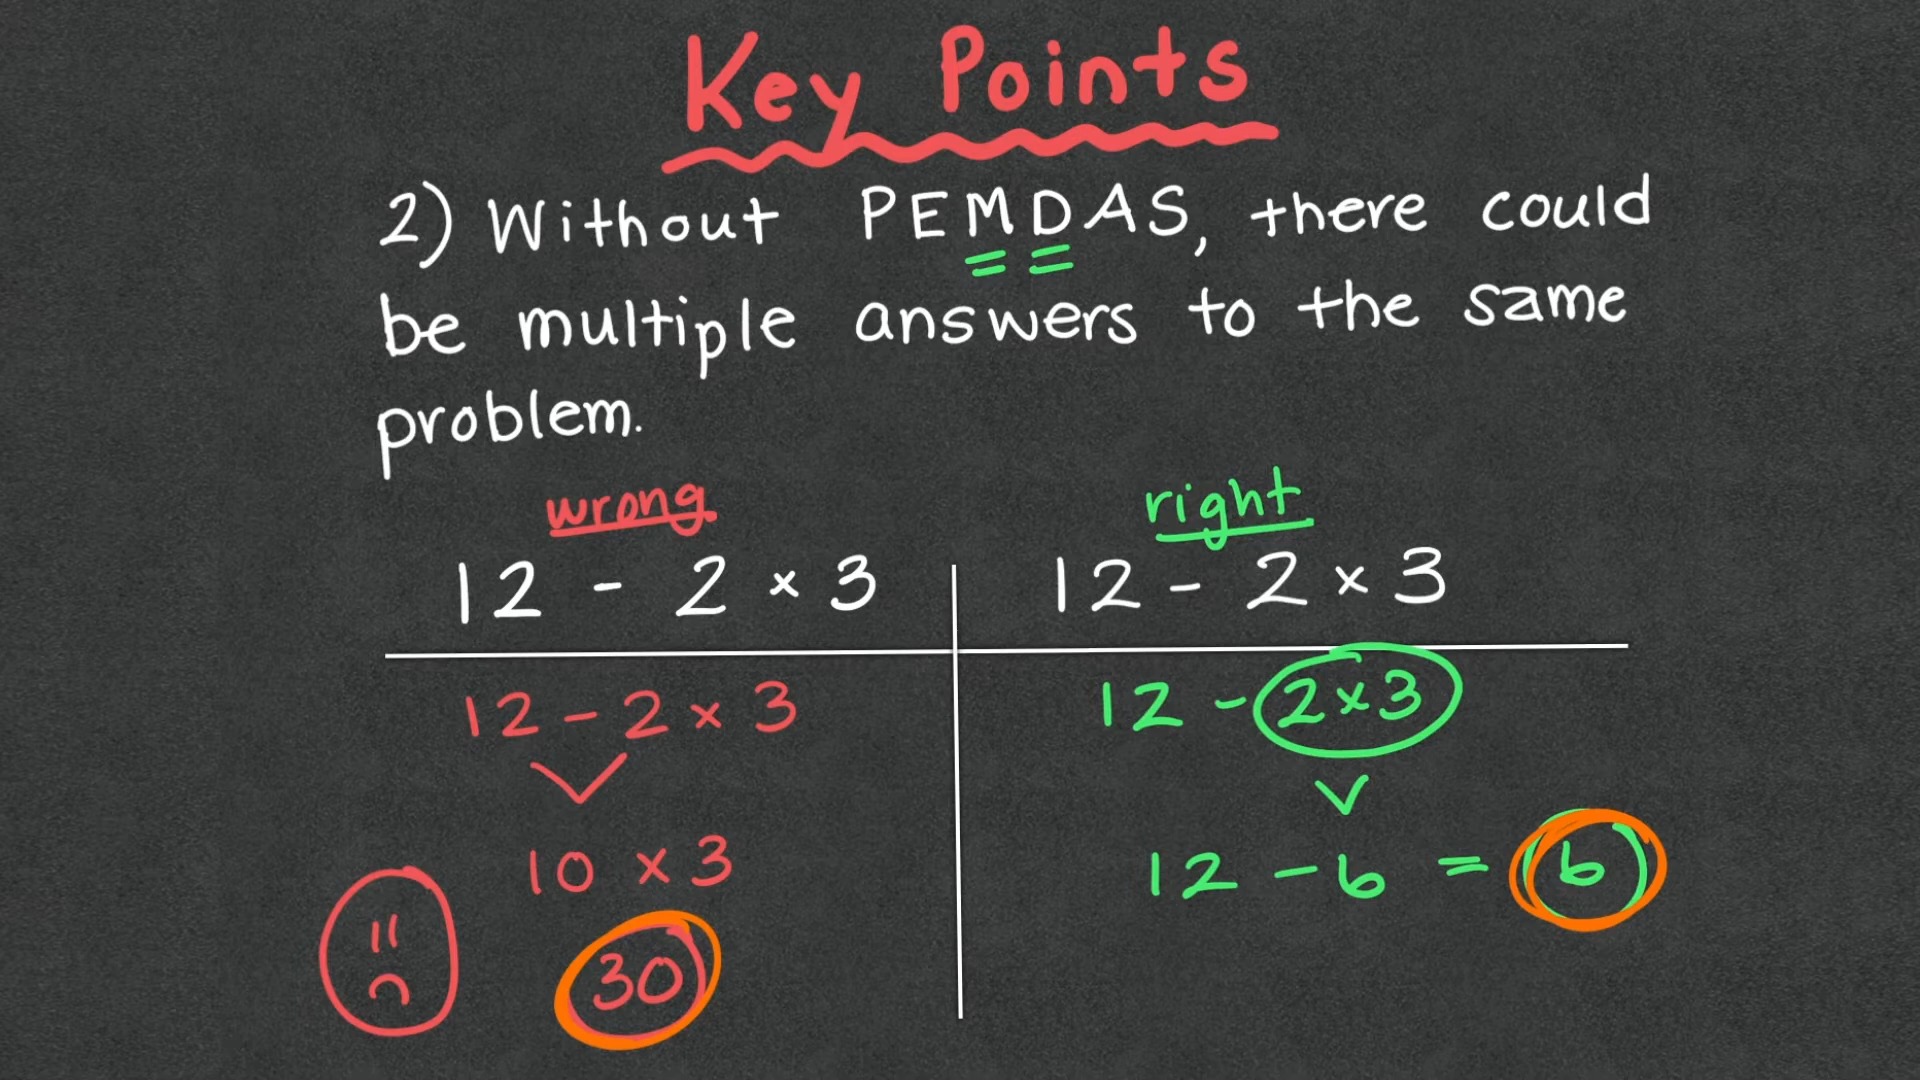 Key Points
2) Without PEMDAS, there could
be multiple answers to the same
problem.
wrong
right
12 - 2 × 3
12 - 2 × 3
12 - 2 × 3
10 × 3
30
12 - 2×3
12 - 6 = 6